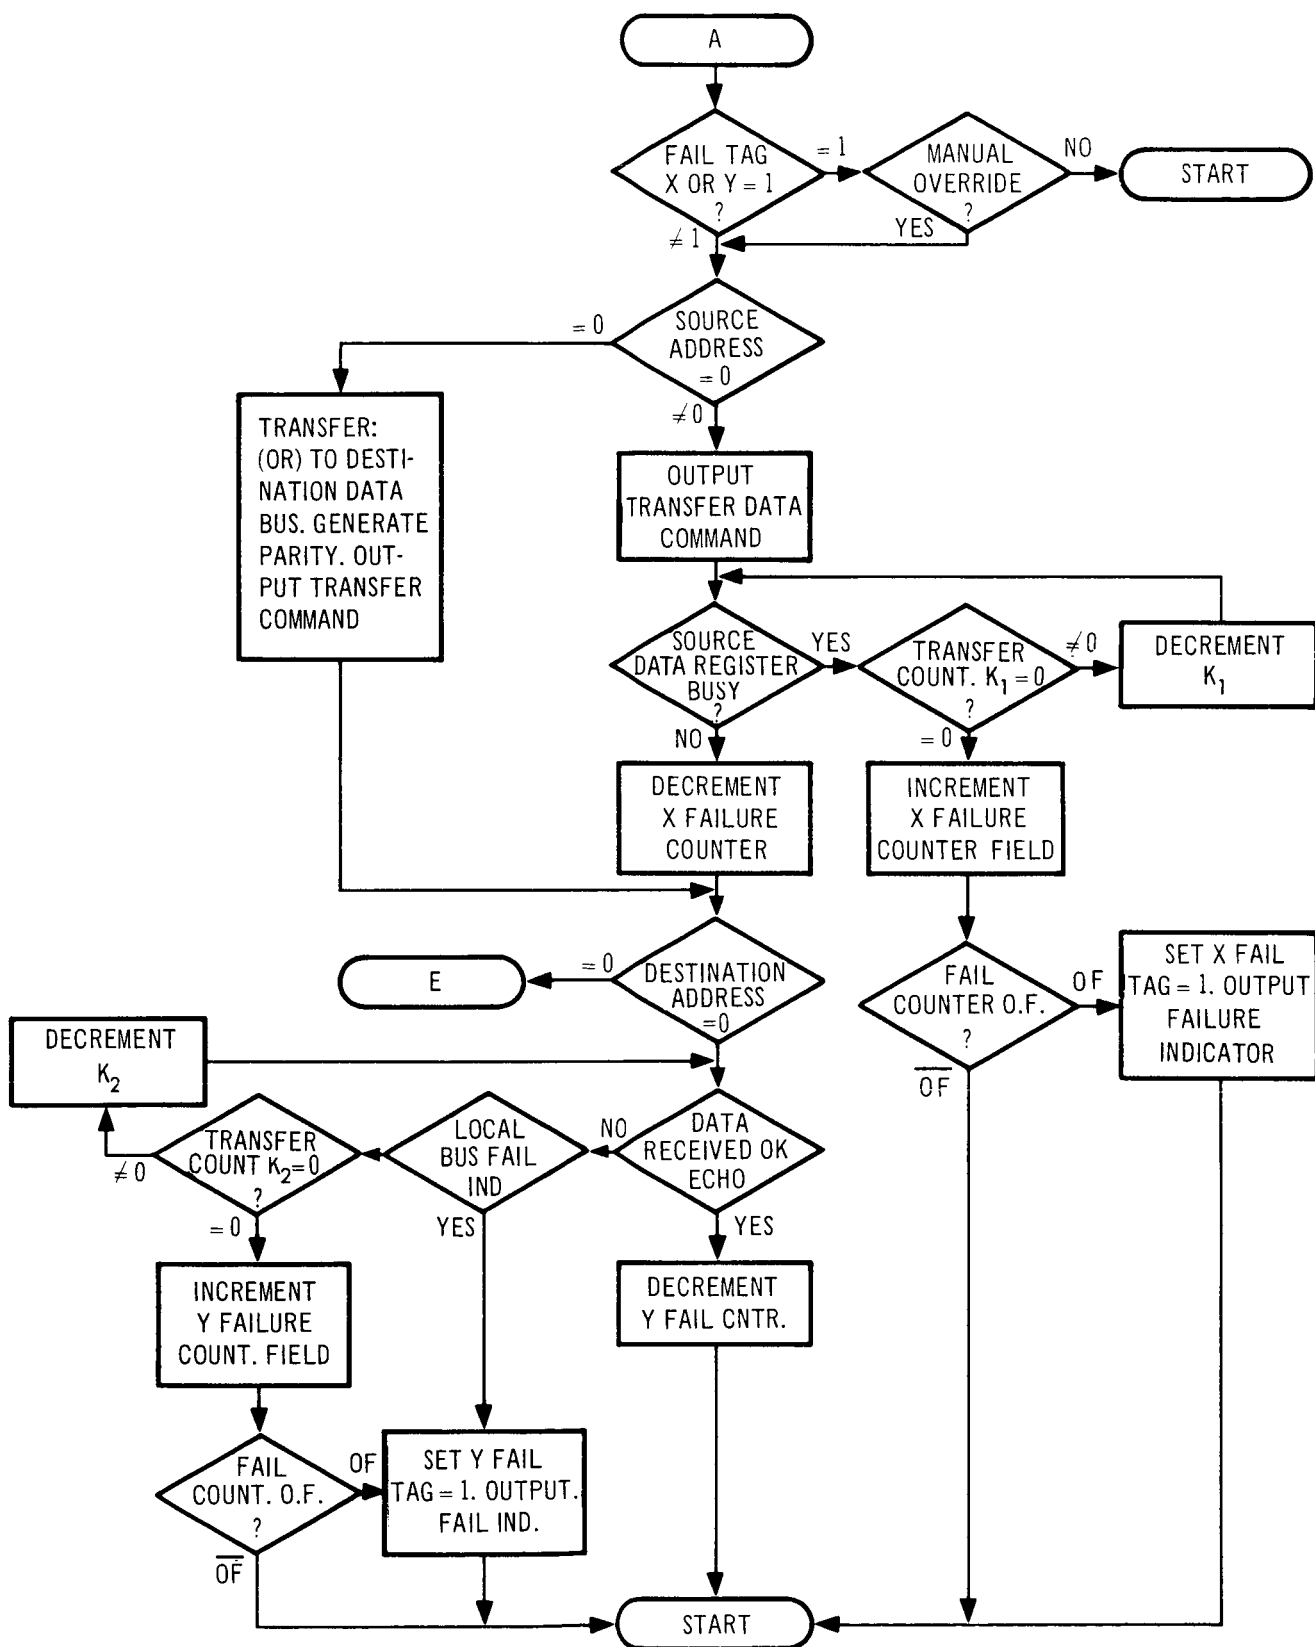 A
FAIL TAG
X OR Y = 1
?
= 1
≠ 1
MANUAL
OVERRIDE
?
NO
YES
START
SOURCE
ADDRESS
= 0
= 0
≠ 0
TRANSFER:
(OR) TO DESTI-
NATION DATA
BUS. GENERATE
PARITY. OUT-
PUT TRANSFER
COMMAND
OUTPUT
TRANSFER DATA
COMMAND
SOURCE
DATA REGISTER
BUSY
?
YES
NO
TRANSFER
COUNT. K₁ = 0
?
≠ 0
= 0
DECREMENT
K₁
DECREMENT
X FAILURE
COUNTER
INCREMENT
X FAILURE
COUNTER FIELD
DESTINATION
ADDRESS
= 0
= 0
E
FAIL
COUNTER O.F.
?
OF
O̅F̅
SET X FAIL
TAG = 1. OUTPUT
FAILURE
INDICATOR
DECREMENT
K₂
DATA
RECEIVED OK
ECHO
NO
YES
LOCAL
BUS FAIL
IND
YES
TRANSFER
COUNT K₂ = 0
?
≠ 0
= 0
INCREMENT
Y FAILURE
COUNT. FIELD
DECREMENT
Y FAIL CNTR.
FAIL
COUNT. O.F.
?
OF
O̅F̅
SET Y FAIL
TAG = 1. OUTPUT.
FAIL IND.
START